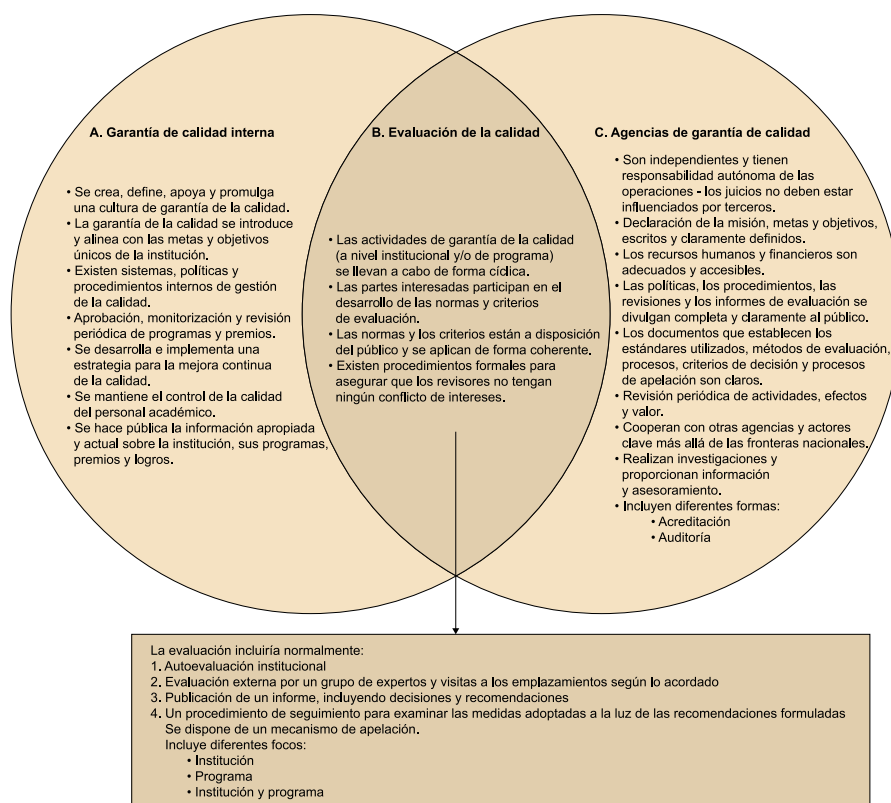 A. Garantía de calidad interna
• Se crea, define, apoya y promulga
una cultura de garantía de la calidad.
• La garantía de la calidad se introduce
y alinea con las metas y objetivos
únicos de la institución.
• Existen sistemas, políticas y
procedimientos internos de gestión
de la calidad.
• Aprobación, monitorización y revisión
periódica de programas y premios.
• Se desarrolla e implementa una
estrategia para la mejora continua
de la calidad.
• Se mantiene el control de la calidad
del personal académico.
• Se hace pública la información apropiada
y actual sobre la institución, sus programas,
premios y logros.
B. Evaluación de la calidad
• Las actividades de garantía de la calidad
(a nivel institucional y/o de programa)
se llevan a cabo de forma cíclica.
• Las partes interesadas participan en el
desarrollo de las normas y criterios
de evaluación.
• Las normas y los criterios están a disposición
del público y se aplican de forma coherente.
• Existen procedimientos formales para
asegurar que los revisores no tengan
ningún conflicto de intereses.
C. Agencias de garantía de calidad
• Son independientes y tienen
responsabilidad autónoma de las
operaciones - los juicios no deben estar
influenciados por terceros.
• Declaración de la misión, metas y objetivos,
escritos y claramente definidos.
• Los recursos humanos y financieros son
adecuados y accesibles.
• Las políticas, los procedimientos, las
revisiones y los informes de evaluación se
divulgan completa y claramente al público.
• Los documentos que establecen los
estándares utilizados, métodos de evaluación,
procesos, criterios de decisión y procesos
de apelación son claros.
• Revisión periódica de actividades, efectos
y valor.
• Cooperan con otras agencias y actores
clave más allá de las fronteras nacionales.
• Realizan investigaciones y
proporcionan información
y asesoramiento.
• Incluyen diferentes formas:
• Acreditación
• Auditoría
La evaluación incluiría normalmente:
1. Autoevaluación institucional
2. Evaluación externa por un grupo de expertos y visitas a los emplazamientos según lo acordado
3. Publicación de un informe, incluyendo decisiones y recomendaciones
4. Un procedimiento de seguimiento para examinar las medidas adoptadas a la luz de las recomendaciones formuladas
Se dispone de un mecanismo de apelación.
Incluye diferentes focos:
• Institución
• Programa
• Institución y programa